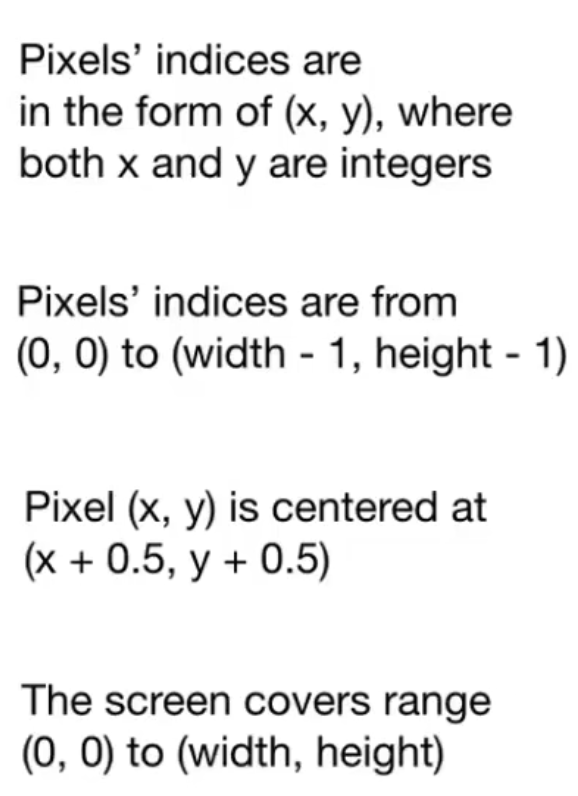 Pixels’ indices are
in the form of (x, y), where
both x and y are integers
Pixels’ indices are from
(0, 0) to (width - 1, height - 1)
Pixel (x, y) is centered at
(x + 0.5, y + 0.5)
The screen covers range
(0, 0) to (width, height)